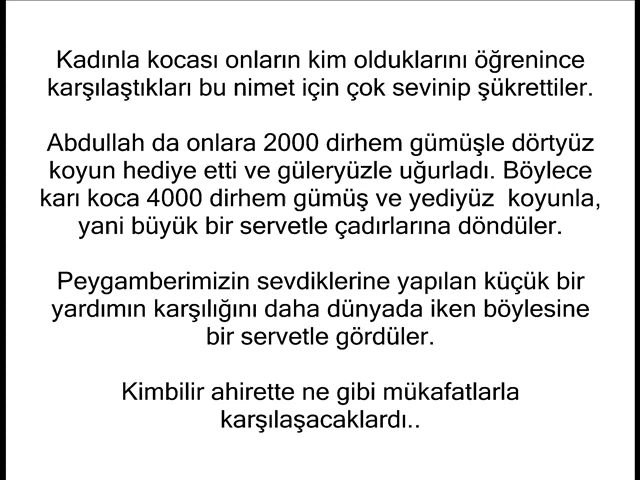 Kadınla kocası onların kim olduklarını öğrenince
karşılaştıkları bu nimet için çok sevinip şükrettiler.
Abdullah da onlara 2000 dirhem gümüşle dörtyüz
koyun hediye etti ve güleryüzle uğurladı. Böylece
karı koca 4000 dirhem gümüş ve yediyüz  koyunla,
yani büyük bir servetle çadırlarına döndüler.
Peygamberimizin sevdiklerine yapılan küçük bir
yardımın karşılığını daha dünyada iken böylesine
bir servetle gördüler.
Kimbilir ahirette ne gibi mükafatlarla
karşılaşacaklardı..